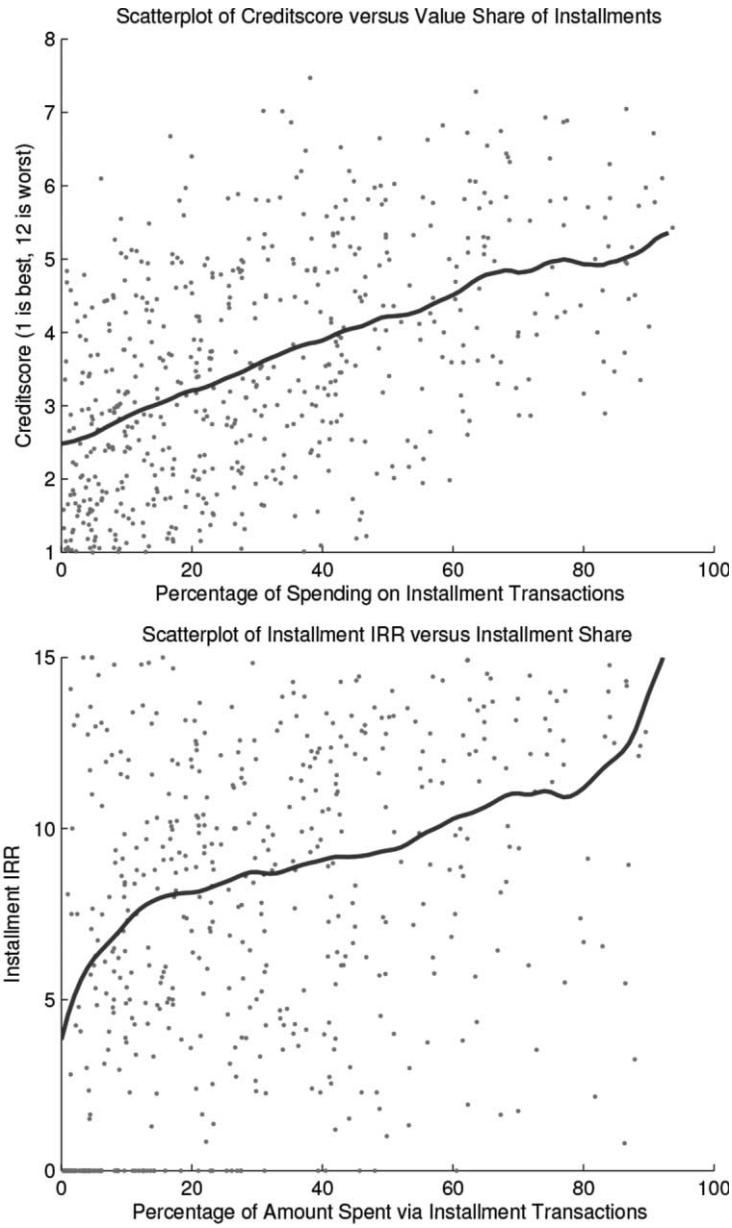 Scatterplot of Creditscore versus Value Share of Installments
8
7
6
5
4
3
2
1
Creditscore (1 is best, 12 is worst)
0 20 40 60 80 100
Percentage of Spending on Installment Transactions
Scatterplot of Installment IRR versus Installment Share
15
10
5
0
Installment IRR
0 20 40 60 80 100
Percentage of Amount Spent via Installment Transactions